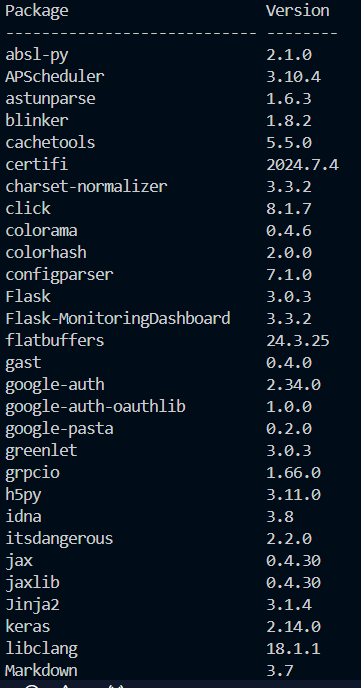 Package Version
--------------------------- --------
absl-py 2.1.0
APScheduler 3.10.4
astunparse 1.6.3
blinker 1.8.2
cachetools 5.5.0
certifi 2024.7.4
charset-normalizer 3.3.2
click 8.1.7
colorama 0.4.6
colorhash 2.0.0
configparser 7.1.0
Flask 3.0.3
Flask-MonitoringDashboard 3.3.2
flatbuffers 24.3.25
gast 0.4.0
google-auth 2.34.0
google-auth-oauthlib 1.0.0
google-pasta 0.2.0
greenlet 3.0.3
grpcio 1.66.0
h5py 3.11.0
idna 3.8
itsdangerous 2.2.0
jax 0.4.30
jaxlib 0.4.30
Jinja2 3.1.4
keras 2.14.0
libclang 18.1.1
Markdown 3.7